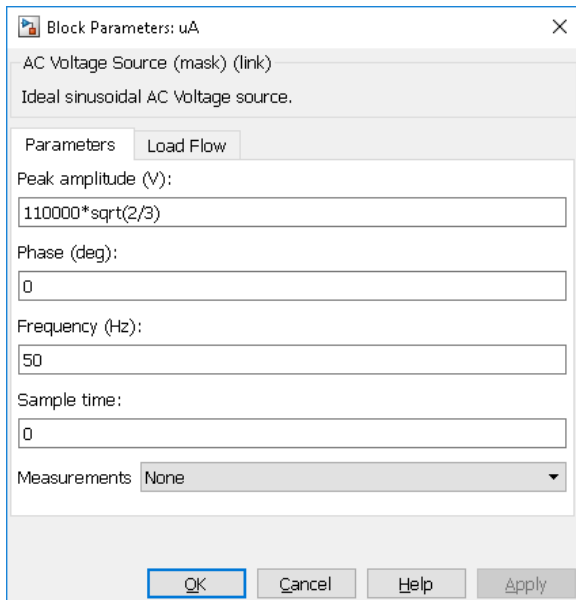 Block Parameters: uA
AC Voltage Source (mask) (link)
Ideal sinusoidal AC Voltage source.
Parameters Load Flow
Peak amplitude (V):
110000*sqrt(2/3)
Phase (deg):
0
Frequency (Hz):
50
Sample time:
0
Measurements None
OK Cancel Help Apply